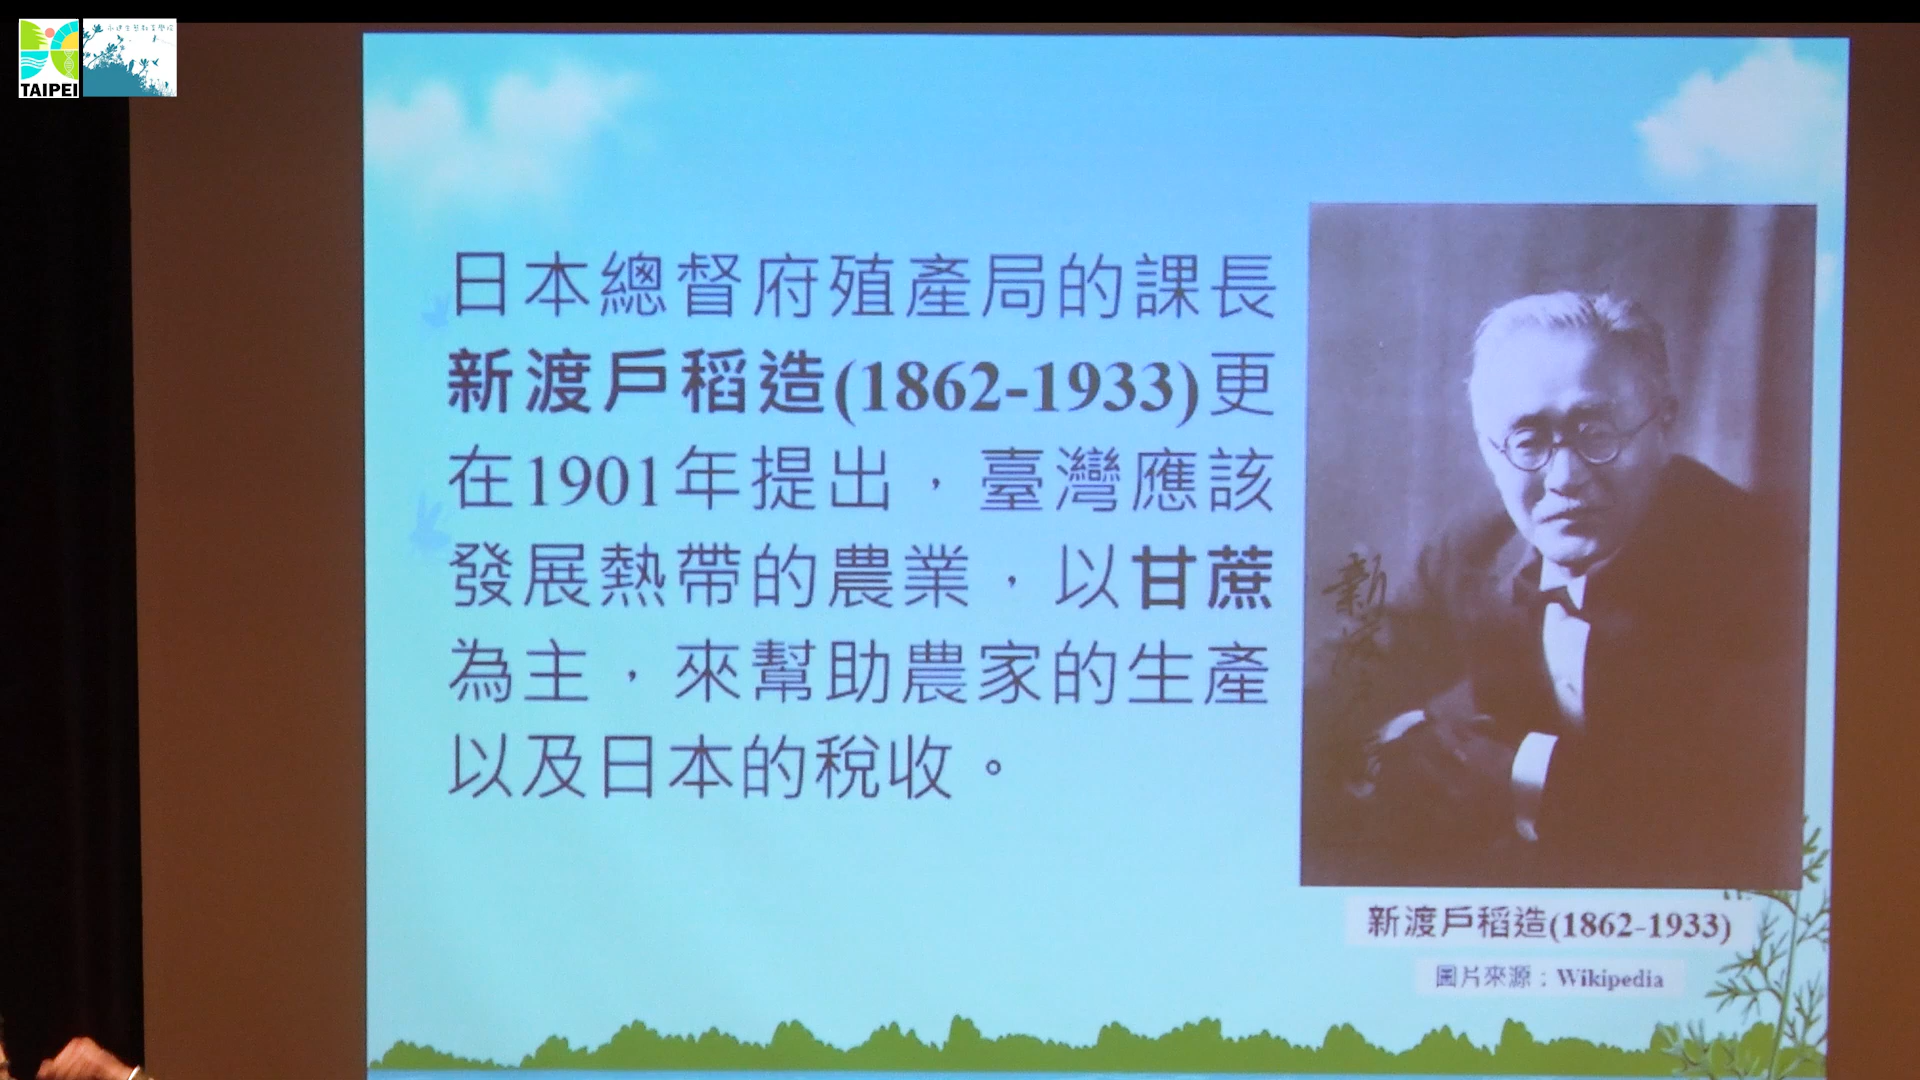 TAIPEI
日本總督府殖產局的課長
新渡戶稻造(1862-1933)更
在1901年提出，臺灣應該
發展熱帶的農業，以甘蔗
為主，來幫助農家的生產
以及日本的稅收。
新渡戶稻造(1862-1933)
圖片來源：Wikipedia